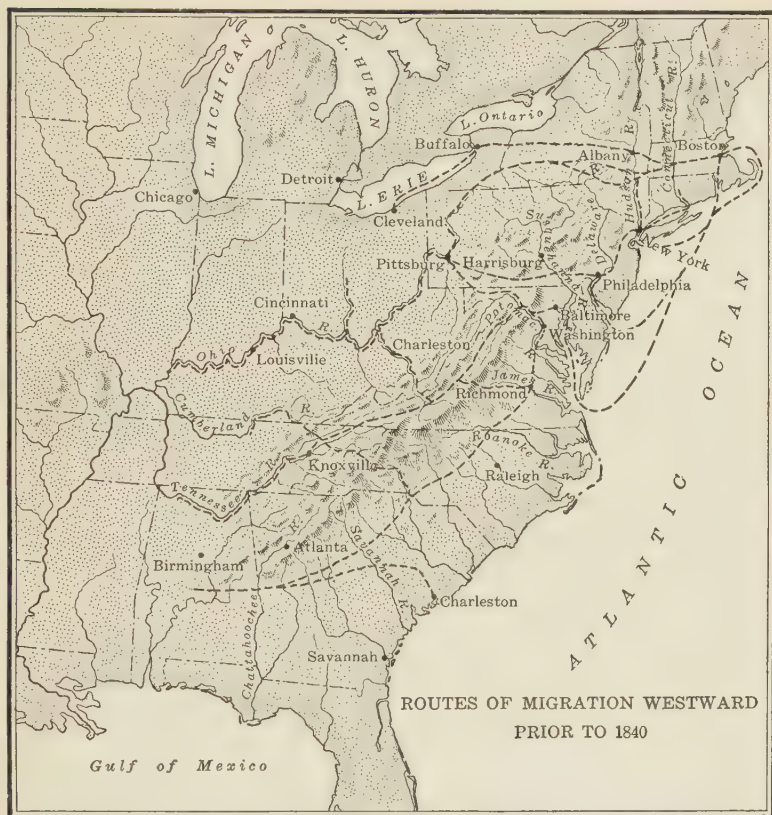 L. MICHIGAN
L. HURON
L. Ontario
Connecticut R.
Hudson R.
Buffalo
Albany
Boston
Detroit
L. ERIE
Chicago
Cleveland
Delaware R.
Susquehanna R.
New York
Pittsburg
Harrisburg
Philadelphia
Cincinnati
Baltimore
Washington
Potomac R.
Ohio R.
Charleston
Louisville
James R.
Richmond
Cumberland R.
Roanoke R.
Knoxville
Raleigh
Tennessee R.
Savannah R.
Atlanta
Birmingham
Chattahoochee R.
Charleston
Savannah
ATLANTIC OCEAN
ROUTES OF MIGRATION WESTWARD
PRIOR TO 1840
Gulf of Mexico